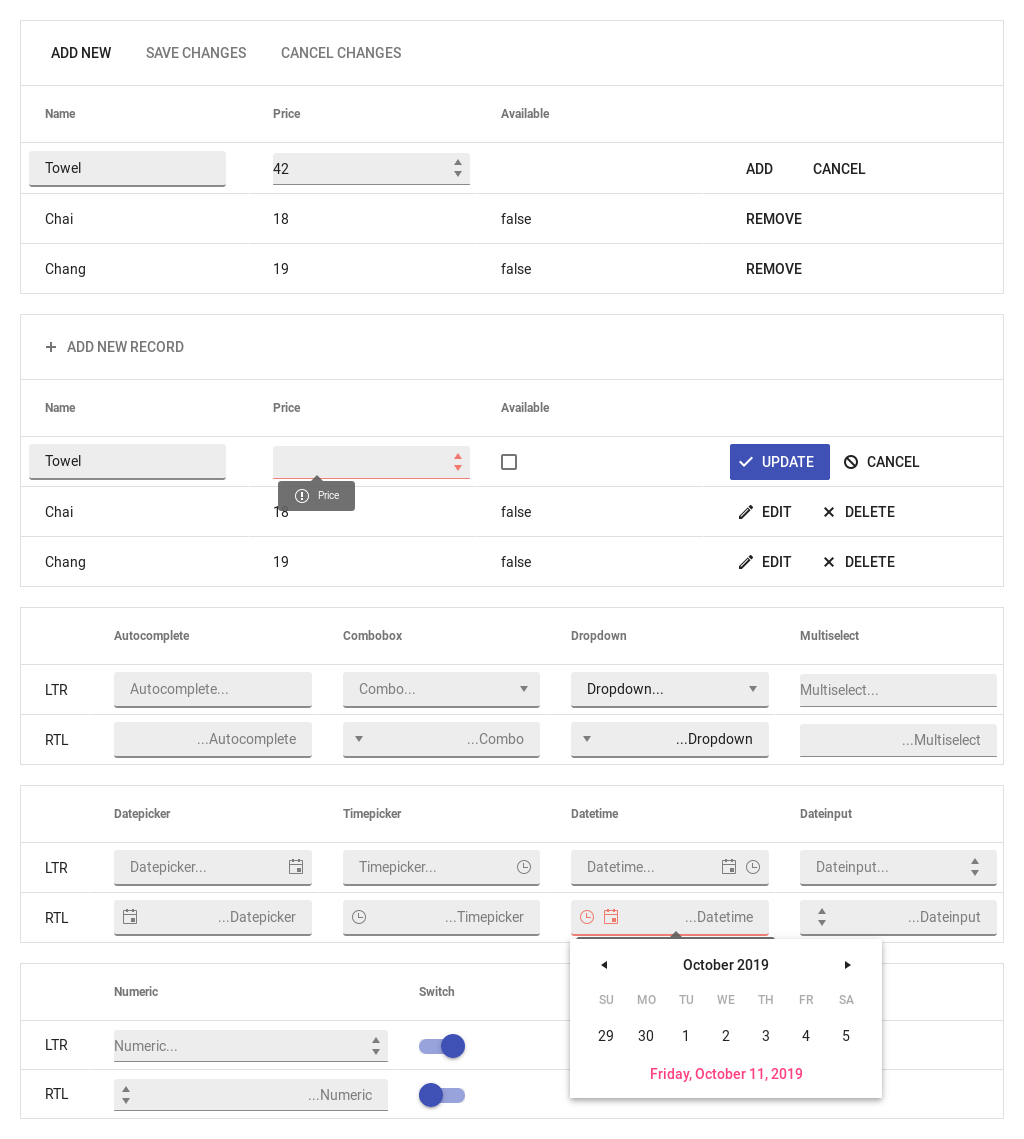 ADD NEW SAVE CHANGES CANCEL CHANGES
Name Price Available
Towel 42 ADD CANCEL
Chai 18 false REMOVE
Chang 19 false REMOVE
ADD NEW RECORD
Name Price Available
Towel UPDATE CANCEL
Price
Chai 18 false EDIT DELETE
Chang 19 false EDIT DELETE
Autocomplete Combobox Dropdown Multiselect
LTR Autocomplete... Combo... Dropdown... Multiselect...
RTL ...Autocomplete ...Combo ...Dropdown ...Multiselect
Datepicker Timepicker Datetime Dateinput
LTR Datepicker... Timepicker... Datetime... Dateinput...
RTL ...Datepicker ...Timepicker ...Datetime ...Dateinput
October 2019
SU MO TU WE TH FR SA
29 30 1 2 3 4 5
Friday, October 11, 2019
Numeric Switch
LTR Numeric...
RTL ...Numeric